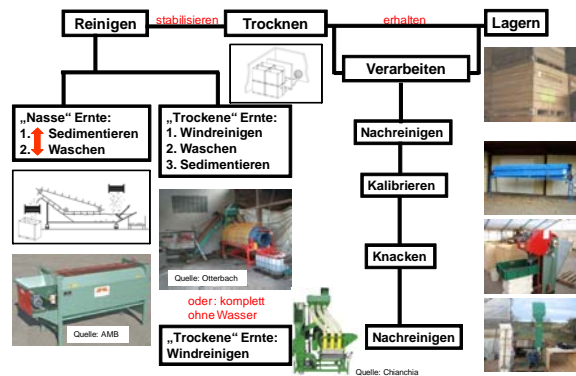 Reinigen
stabilisieren
Trocknen
erhalten
Lagern
Verarbeiten
„Nasse“ Ernte:
1. Sedimentieren
2. Waschen
„Trockene“ Ernte:
1. Windreinigen
2. Waschen
3. Sedimentieren
Nachreinigen
Kalibrieren
Knacken
Nachreinigen
Quelle: Otterbach
Quelle: AMB
oder: komplett
ohne Wasser
„Trockene“ Ernte:
Windreinigen
Quelle: Chianchia